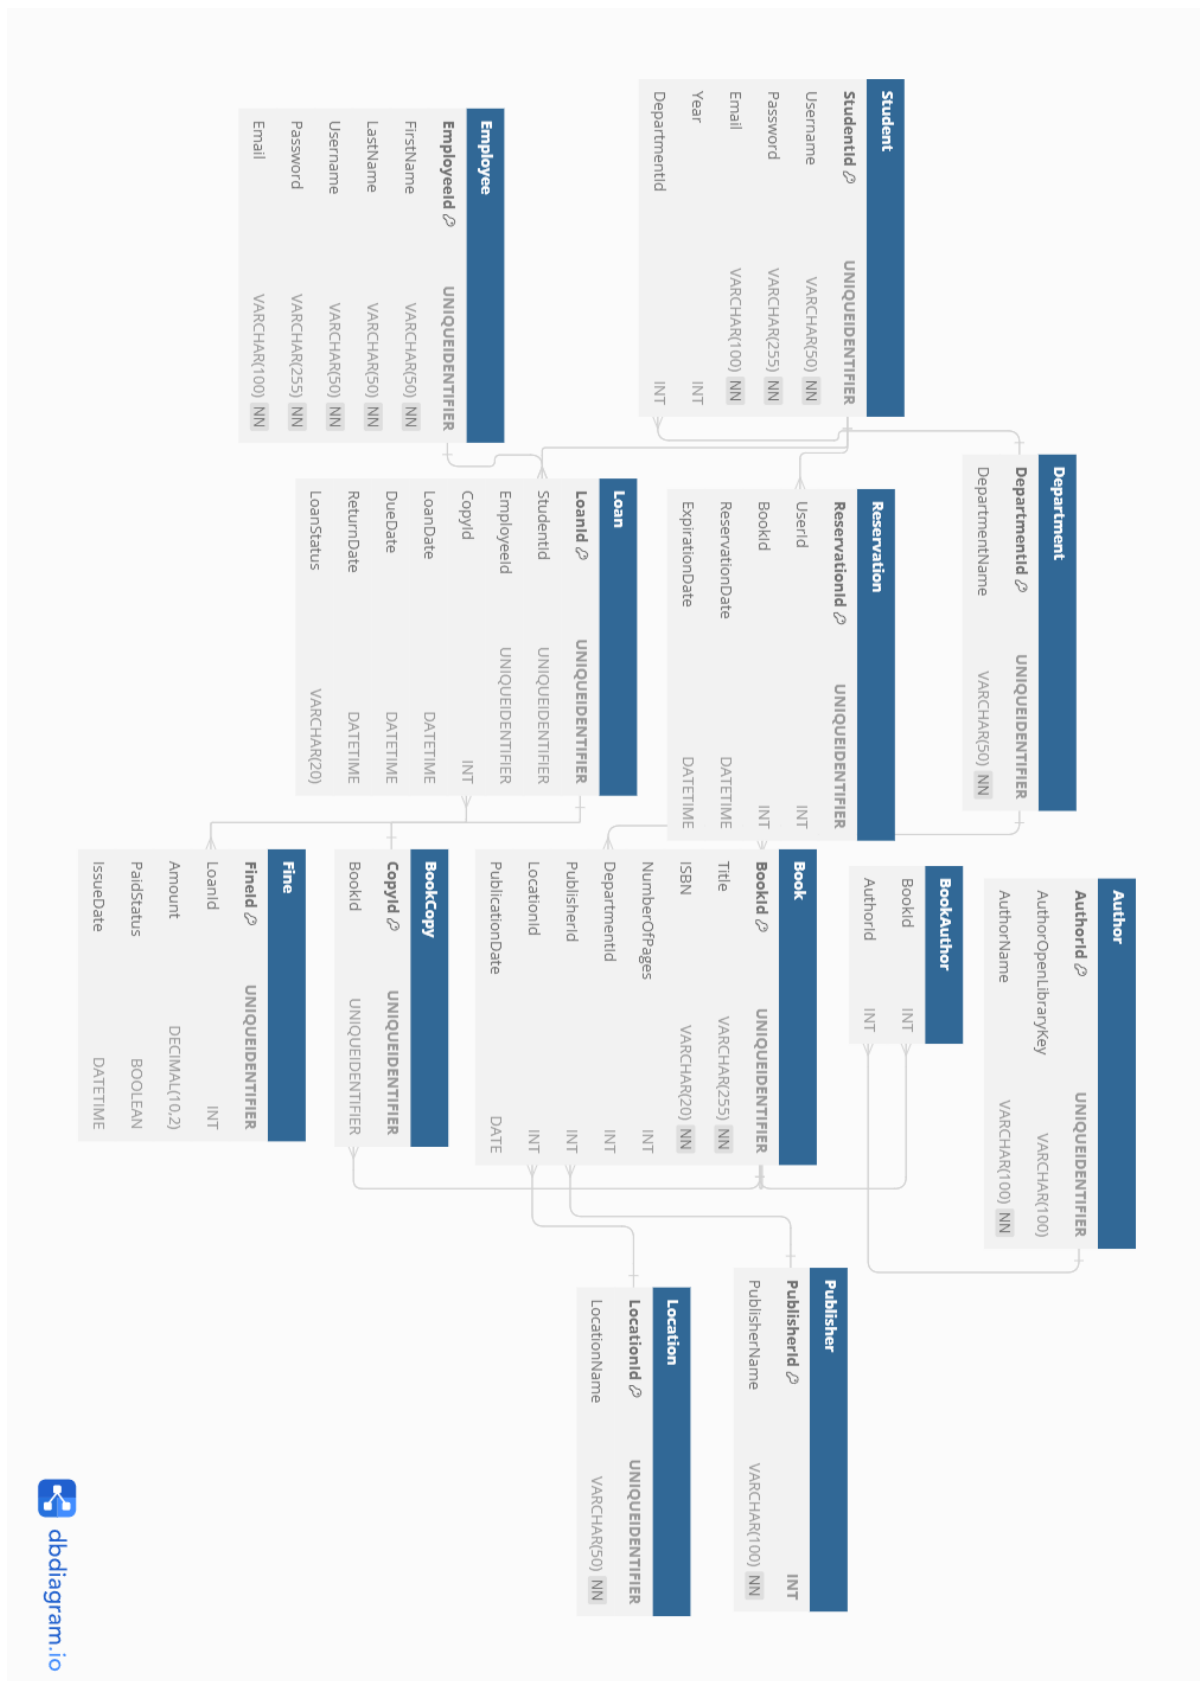 Student
StudentId UNIQUEIDENTIFIER
Username VARCHAR(50) NN
Password VARCHAR(255) NN
Email VARCHAR(100) NN
Year INT
DepartmentId INT
Employee
EmployeeId UNIQUEIDENTIFIER
FirstName VARCHAR(50) NN
LastName VARCHAR(50) NN
Username VARCHAR(50) NN
Password VARCHAR(255) NN
Email VARCHAR(100) NN
Department
DepartmentId UNIQUEIDENTIFIER
DepartmentName VARCHAR(50) NN
Reservation
ReservationId UNIQUEIDENTIFIER
UserId INT
BookId INT
ReservationDate DATETIME
ExpirationDate DATETIME
Loan
LoanId UNIQUEIDENTIFIER
StudentId UNIQUEIDENTIFIER
EmployeeId UNIQUEIDENTIFIER
CopyId INT
LoanDate DATETIME
DueDate DATETIME
ReturnDate DATETIME
LoanStatus VARCHAR(20)
Author
AuthorId UNIQUEIDENTIFIER
AuthorOpenLibraryKey VARCHAR(100)
AuthorName VARCHAR(100) NN
BookAuthor
BookId INT
AuthorId INT
Book
BookId UNIQUEIDENTIFIER
Title VARCHAR(255) NN
ISBN VARCHAR(20) NN
NumberOfPages INT
DepartmentId INT
PublisherId INT
LocationId INT
PublicationDate DATE
BookCopy
CopyId UNIQUEIDENTIFIER
BookId UNIQUEIDENTIFIER
Fine
FineId UNIQUEIDENTIFIER
LoanId INT
Amount DECIMAL(10,2)
PaidStatus BOOLEAN
IssueDate DATETIME
Publisher
PublisherId INT
PublisherName VARCHAR(100) NN
Location
LocationId UNIQUEIDENTIFIER
LocationName VARCHAR(50) NN
dbdiagram.io